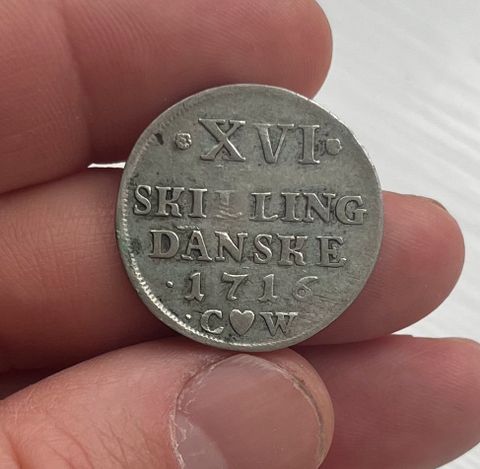 ·XVI·
SKILLING
DANSKE
·1716
·C♥W